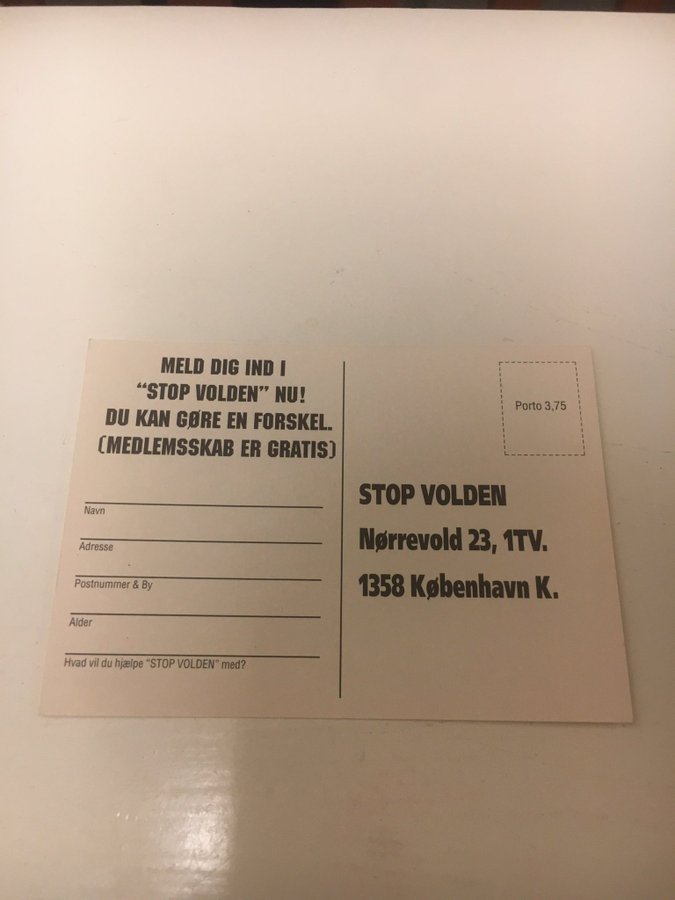 MELD DIG IND I
“STOP VOLDEN” NU!
DU KAN GØRE EN FORSKEL.
(MEDLEMSSKAB ER GRATIS)
Navn
Adresse
Postnummer & By
Alder
Hvad vil du hjælpe “STOP VOLDEN” med?
Porto 3,75
STOP VOLDEN
Nørrevold 23, 1TV.
1358 København K.